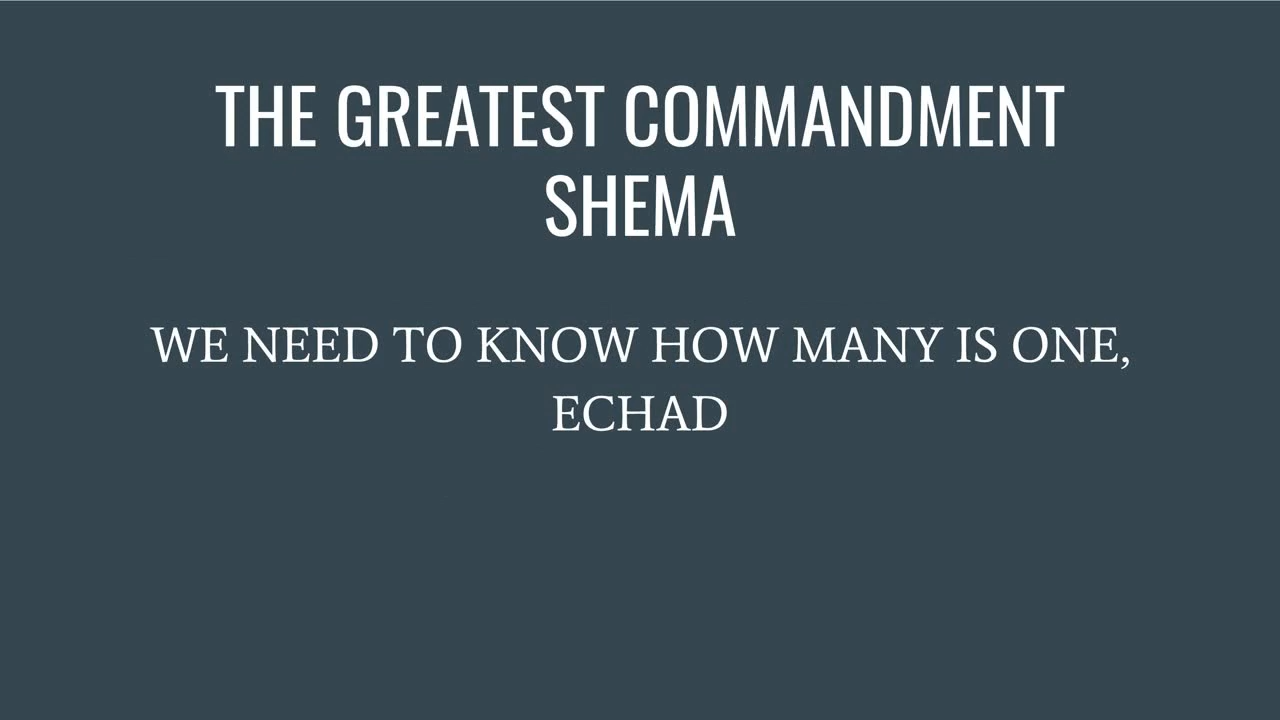 THE GREATEST COMMANDMENT
SHEMA
WE NEED TO KNOW HOW MANY IS ONE,
ECHAD